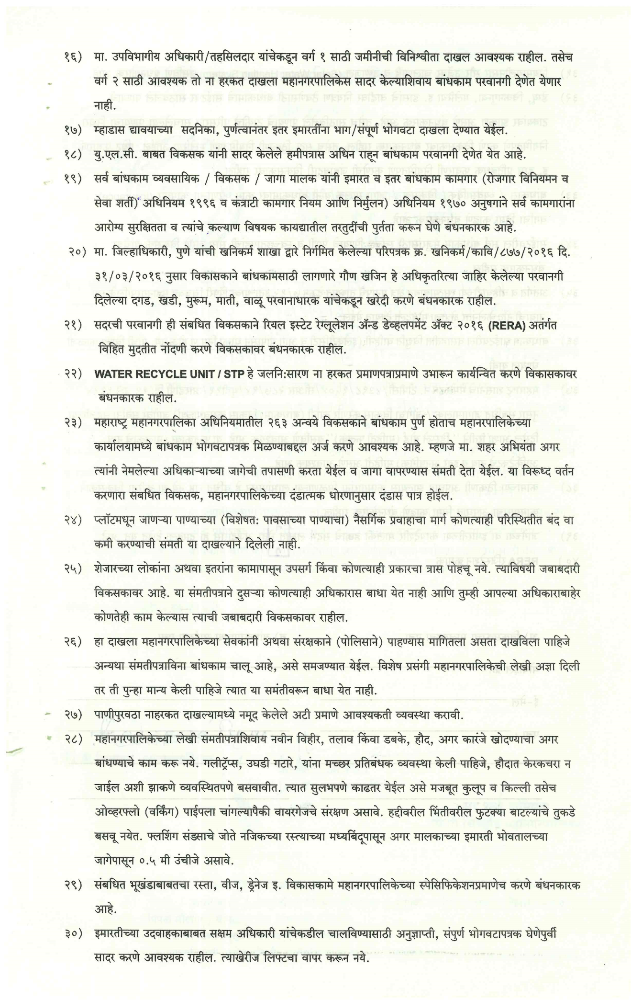 १६) मा. उपविभागीय अधिकारी/तहसिलदार यांचेकडून वर्ग १ साठी जमीनीची विनिश्वीता दाखल आवश्यक राहील. तसेच
वर्ग २ साठी आवश्यक तो ना हरकत दाखला महानगरपालिकेस सादर केल्याशिवाय बांधकाम परवानगी देणेत येणार
नाही.
१७) म्हाडास द्यावयाच्या सदनिका, पुर्णत्वानंतर इतर इमारतींना भाग/संपूर्ण भोगवटा दाखला देण्यात येईल.
१८) यु.एल.सी. बाबत विकसक यांनी सादर केलेले हमीपत्रास अधिन राहून बांधकाम परवानगी देणेत येत आहे.
१९) सर्व बांधकाम व्यवसायिक / विकसक / जागा मालक यांनी इमारत व इतर बांधकाम कामगार (रोजगार विनियमन व
सेवा शर्ती) अधिनियम १९९६ व कंत्राटी कामगार नियम आणि निर्मुलन) अधिनियम १९७० अनुषगांने सर्व कामगारांना
आरोग्य सुरक्षितता व त्यांचे कल्याण विषयक कायद्यातील तरतुदींची पुर्तता करून घेणे बंधनकारक आहे.
२०) मा. जिल्हाधिकारी, पुणे यांची खनिकर्म शाखा द्वारे निर्गमित केलेल्या परिपत्रक क्र. खनिकर्म/कावि/८७७/२०१६ दि.
३१/०३/२०१६ नुसार विकासकाने बांधकामसाठी लागणारे गौण खजिन हे अधिकृतरित्या जाहिर केलेल्या परवानगी
दिलेल्या दगड, खडी, मुरूम, माती, वाळू परवानाधारक यांचेकडून खरेदी करणे बंधनकारक राहील.
२१) सदरची परवानगी ही संबधित विकसकाने रियल इस्टेट रेग्लूलेशन ॲन्ड डेव्हलपमेंट ॲक्ट २०१६ (RERA) अतंर्गत
विहित मुदतीत नोंदणी करणे विकसकावर बंधनकारक राहील.
२२) WATER RECYCLE UNIT / STP हे जलनि:सारण ना हरकत प्रमाणपत्राप्रमाणे उभारून कार्यन्वित करणे विकासकावर
बंधनकारक राहील.
२३) महाराष्ट्र महानगरपालिका अधिनियमातील २६३ अन्वये विकसकाने बांधकाम पुर्ण होताच महानरपालिकेच्या
कार्यालयामध्ये बांधकाम भोगवटापत्रक मिळण्याबद्दल अर्ज करणे आवश्यक आहे. म्हणजे मा. शहर अभियंता अगर
त्यांनी नेमलेल्या अधिकाऱ्याच्या जागेची तपासणी करता येईल व जागा वापरण्यास संमती देता येईल. या विरूध्द वर्तन
करणारा संबधित विकसक, महानगरपालिकेच्या दंडात्मक धोरणानुसार दंडास पात्र होईल.
२४) प्लॉटमधून जाणऱ्या पाण्याच्या (विशेषत: पावसाच्या पाण्याचा) नैसर्गिक प्रवाहाचा मार्ग कोणत्याही परिस्थितीत बंद वा
कमी करण्याची संमती या दाखल्याने दिलेली नाही.
२५) शेजारच्या लोकांना अथवा इतरांना कामापासून उपसर्ग किंवा कोणत्याही प्रकारचा त्रास पोहचू नये. त्याविषयी जबाबदारी
विकसकावर आहे. या संमतीपत्राने दुसऱ्या कोणत्याही अधिकारास बाधा येत नाही आणि तुम्ही आपल्या अधिकाराबाहेर
कोणतेही काम केल्यास त्याची जबाबदारी विकसकावर राहील.
२६) हा दाखला महानगरपालिकेच्या सेवकांनी अथवा संरक्षकाने (पोलिसाने) पाहण्यास मागितला असता दाखविला पाहिजे
अन्यथा संमतीपत्राविना बांधकाम चालू आहे, असे समजण्यात येईल. विशेष प्रसंगी महानगरपालिकेची लेखी अज्ञा दिली
तर ती पुन्हा मान्य केली पाहिजे त्यात या समंतीवरून बाधा येत नाही.
२७) पाणीपुरवठा नाहरकत दाखल्यामध्ये नमूद केलेले अटी प्रमाणे आवश्यकती व्यवस्था करावी.
२८) महानगरपालिकेच्या लेखी संमतीपत्राशिवाय नवीन विहीर, तलाव किंवा डबके, हौद, अगर कारंजे खोदण्याचा अगर
बांधण्याचे काम करू नये. गलीट्रॅप्स, उघडी गटारे, यांना मच्छर प्रतिबंधक व्यवस्था केली पाहिजे, हौदात केरकचरा न
जाईल अशी झाकणे व्यवस्थितपणे बसवावीत. त्यात सुलभपणे काढतर येईल असे मजबूत कुलूप व किल्ली तसेच
ओव्हरफ्लो (वर्किंग) पाईपला चांगल्यापैकी वायरगेजचे संरक्षण असावे. हद्दीवरील भिंतीवरील फुटक्या बाटल्यांचे तुकडे
बसवू नयेत. फ्लशिंग संडसाचे जोते नजिकच्या रस्त्याच्या मध्यबिंदूपासून अगर मालकाच्या इमारती भोवतालच्या
जागेपासून ०.५ मी उंचीजे असावे.
२९) संबधित भूखंडाबाबतचा रस्ता, वीज, ड्रेनेज इ. विकासकामे महानगरपालिकेच्या स्पेसिफिकेशनप्रमाणेच करणे बंधनकारक
आहे.
३०) इमारतीच्या उदवाहकाबाबत सक्षम अधिकारी यांचेकडील चालविण्यासाठी अनुज्ञाप्ती, संपुर्ण भोगवटापत्रक घेणेपुर्वी
सादर करणे आवश्यक राहील. त्याखेरीज लिफ्टचा वापर करून नये.